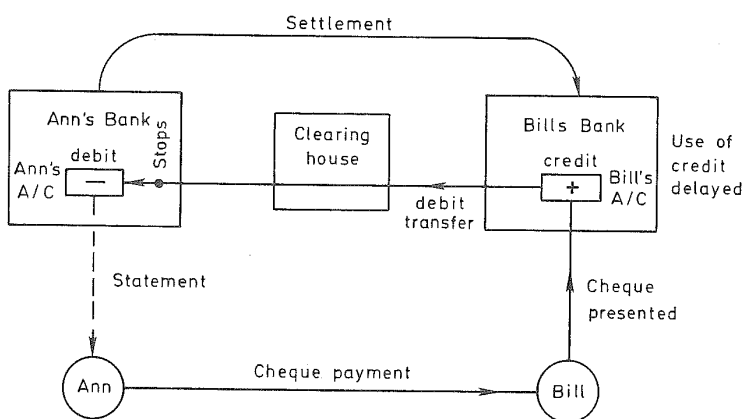 Settlement
Ann's Bank
Stops
debit
Ann's
A/C
−
Clearing
house
debit
transfer
Bills Bank
credit
+
Bill's
A/C
Use of
credit
delayed
Statement
Cheque
presented
Ann
Cheque payment
Bill